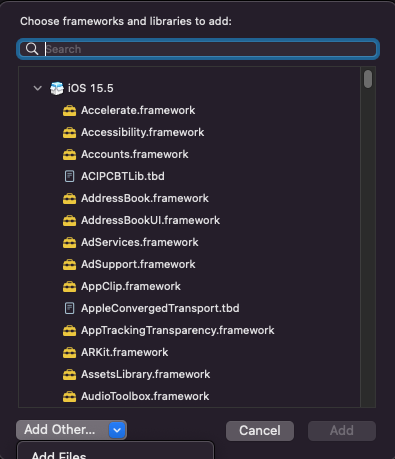 Choose frameworks and libraries to add:
Search
iOS 15.5
Accelerate.framework
Accessibility.framework
Accounts.framework
ACIPCBTLib.tbd
AddressBook.framework
AddressBookUI.framework
AdServices.framework
AdSupport.framework
AppClip.framework
AppleConvergedTransport.tbd
AppTrackingTransparency.framework
ARKit.framework
AssetsLibrary.framework
AudioToolbox.framework
Add Other... Cancel Add
Add Files